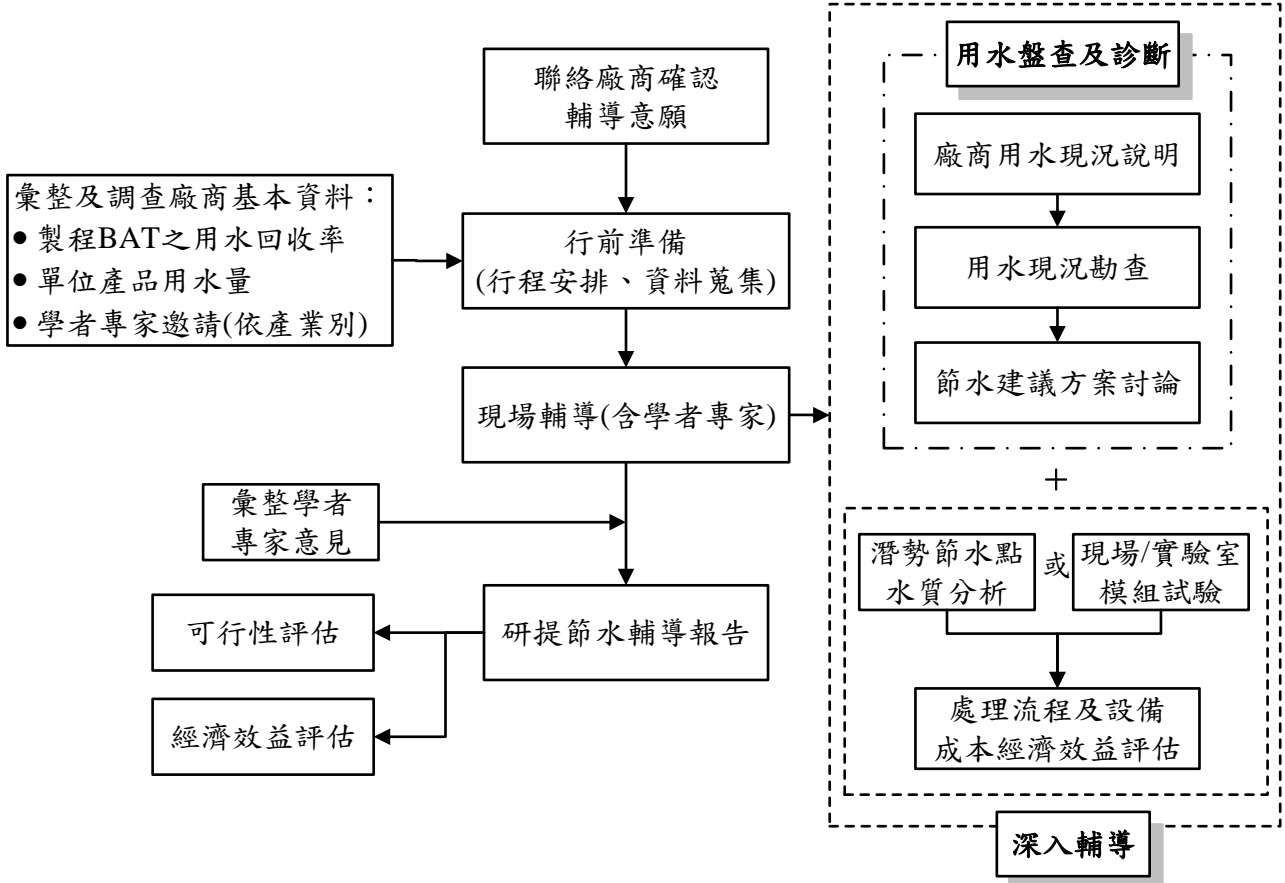 聯絡廠商確認
輔導意願
彙整及調查廠商基本資料：
● 製程BAT之用水回收率
● 單位產品用水量
● 學者專家邀請(依產業別)
行前準備
(行程安排、資料蒐集)
現場輔導(含學者專家)
彙整學者
專家意見
研提節水輔導報告
可行性評估
經濟效益評估
用水盤查及診斷
廠商用水現況說明
用水現況勘查
節水建議方案討論
+
潛勢節水點
水質分析
或
現場/實驗室
模組試驗
處理流程及設備
成本經濟效益評估
深入輔導